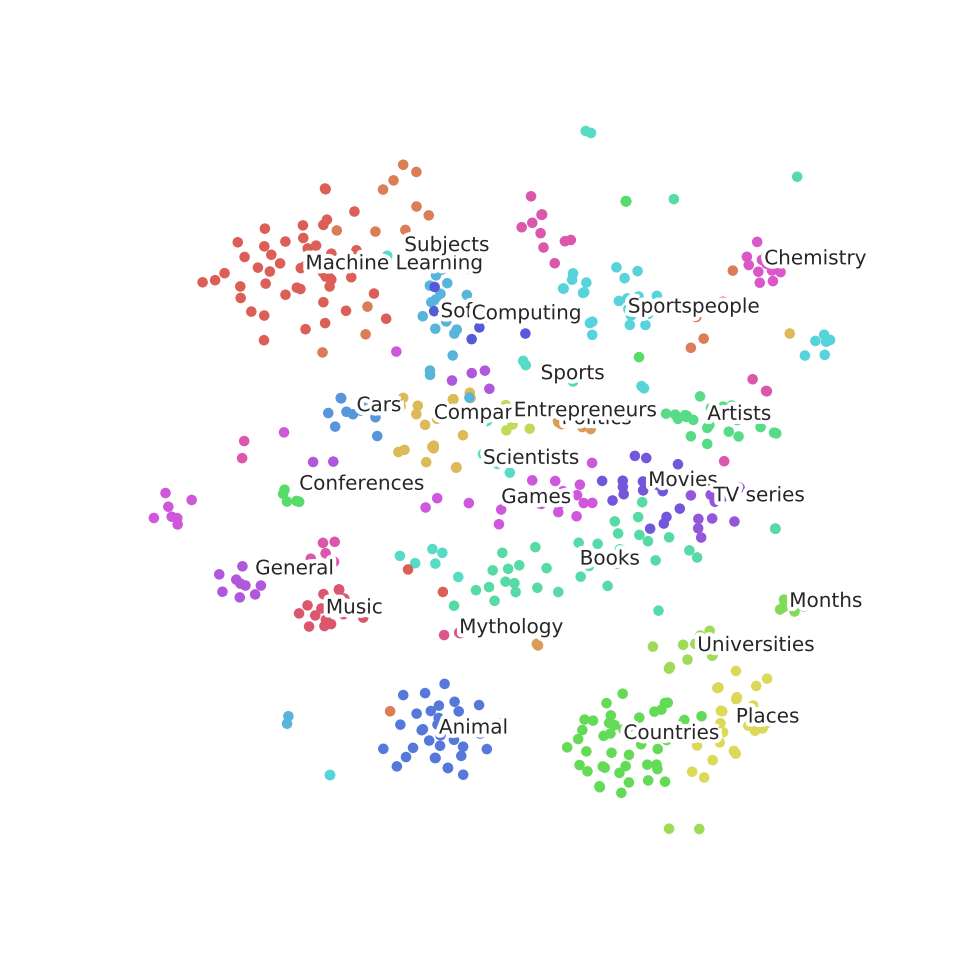 Subjects
Chemistry
Machine Learning
Sportspeople
Computing
Sports
Cars
Entrepreneurs
Artists
Scientists
Movies
Conferences
Games
TV series
Books
General
Months
Music
Mythology
Universities
Places
Animal
Countries